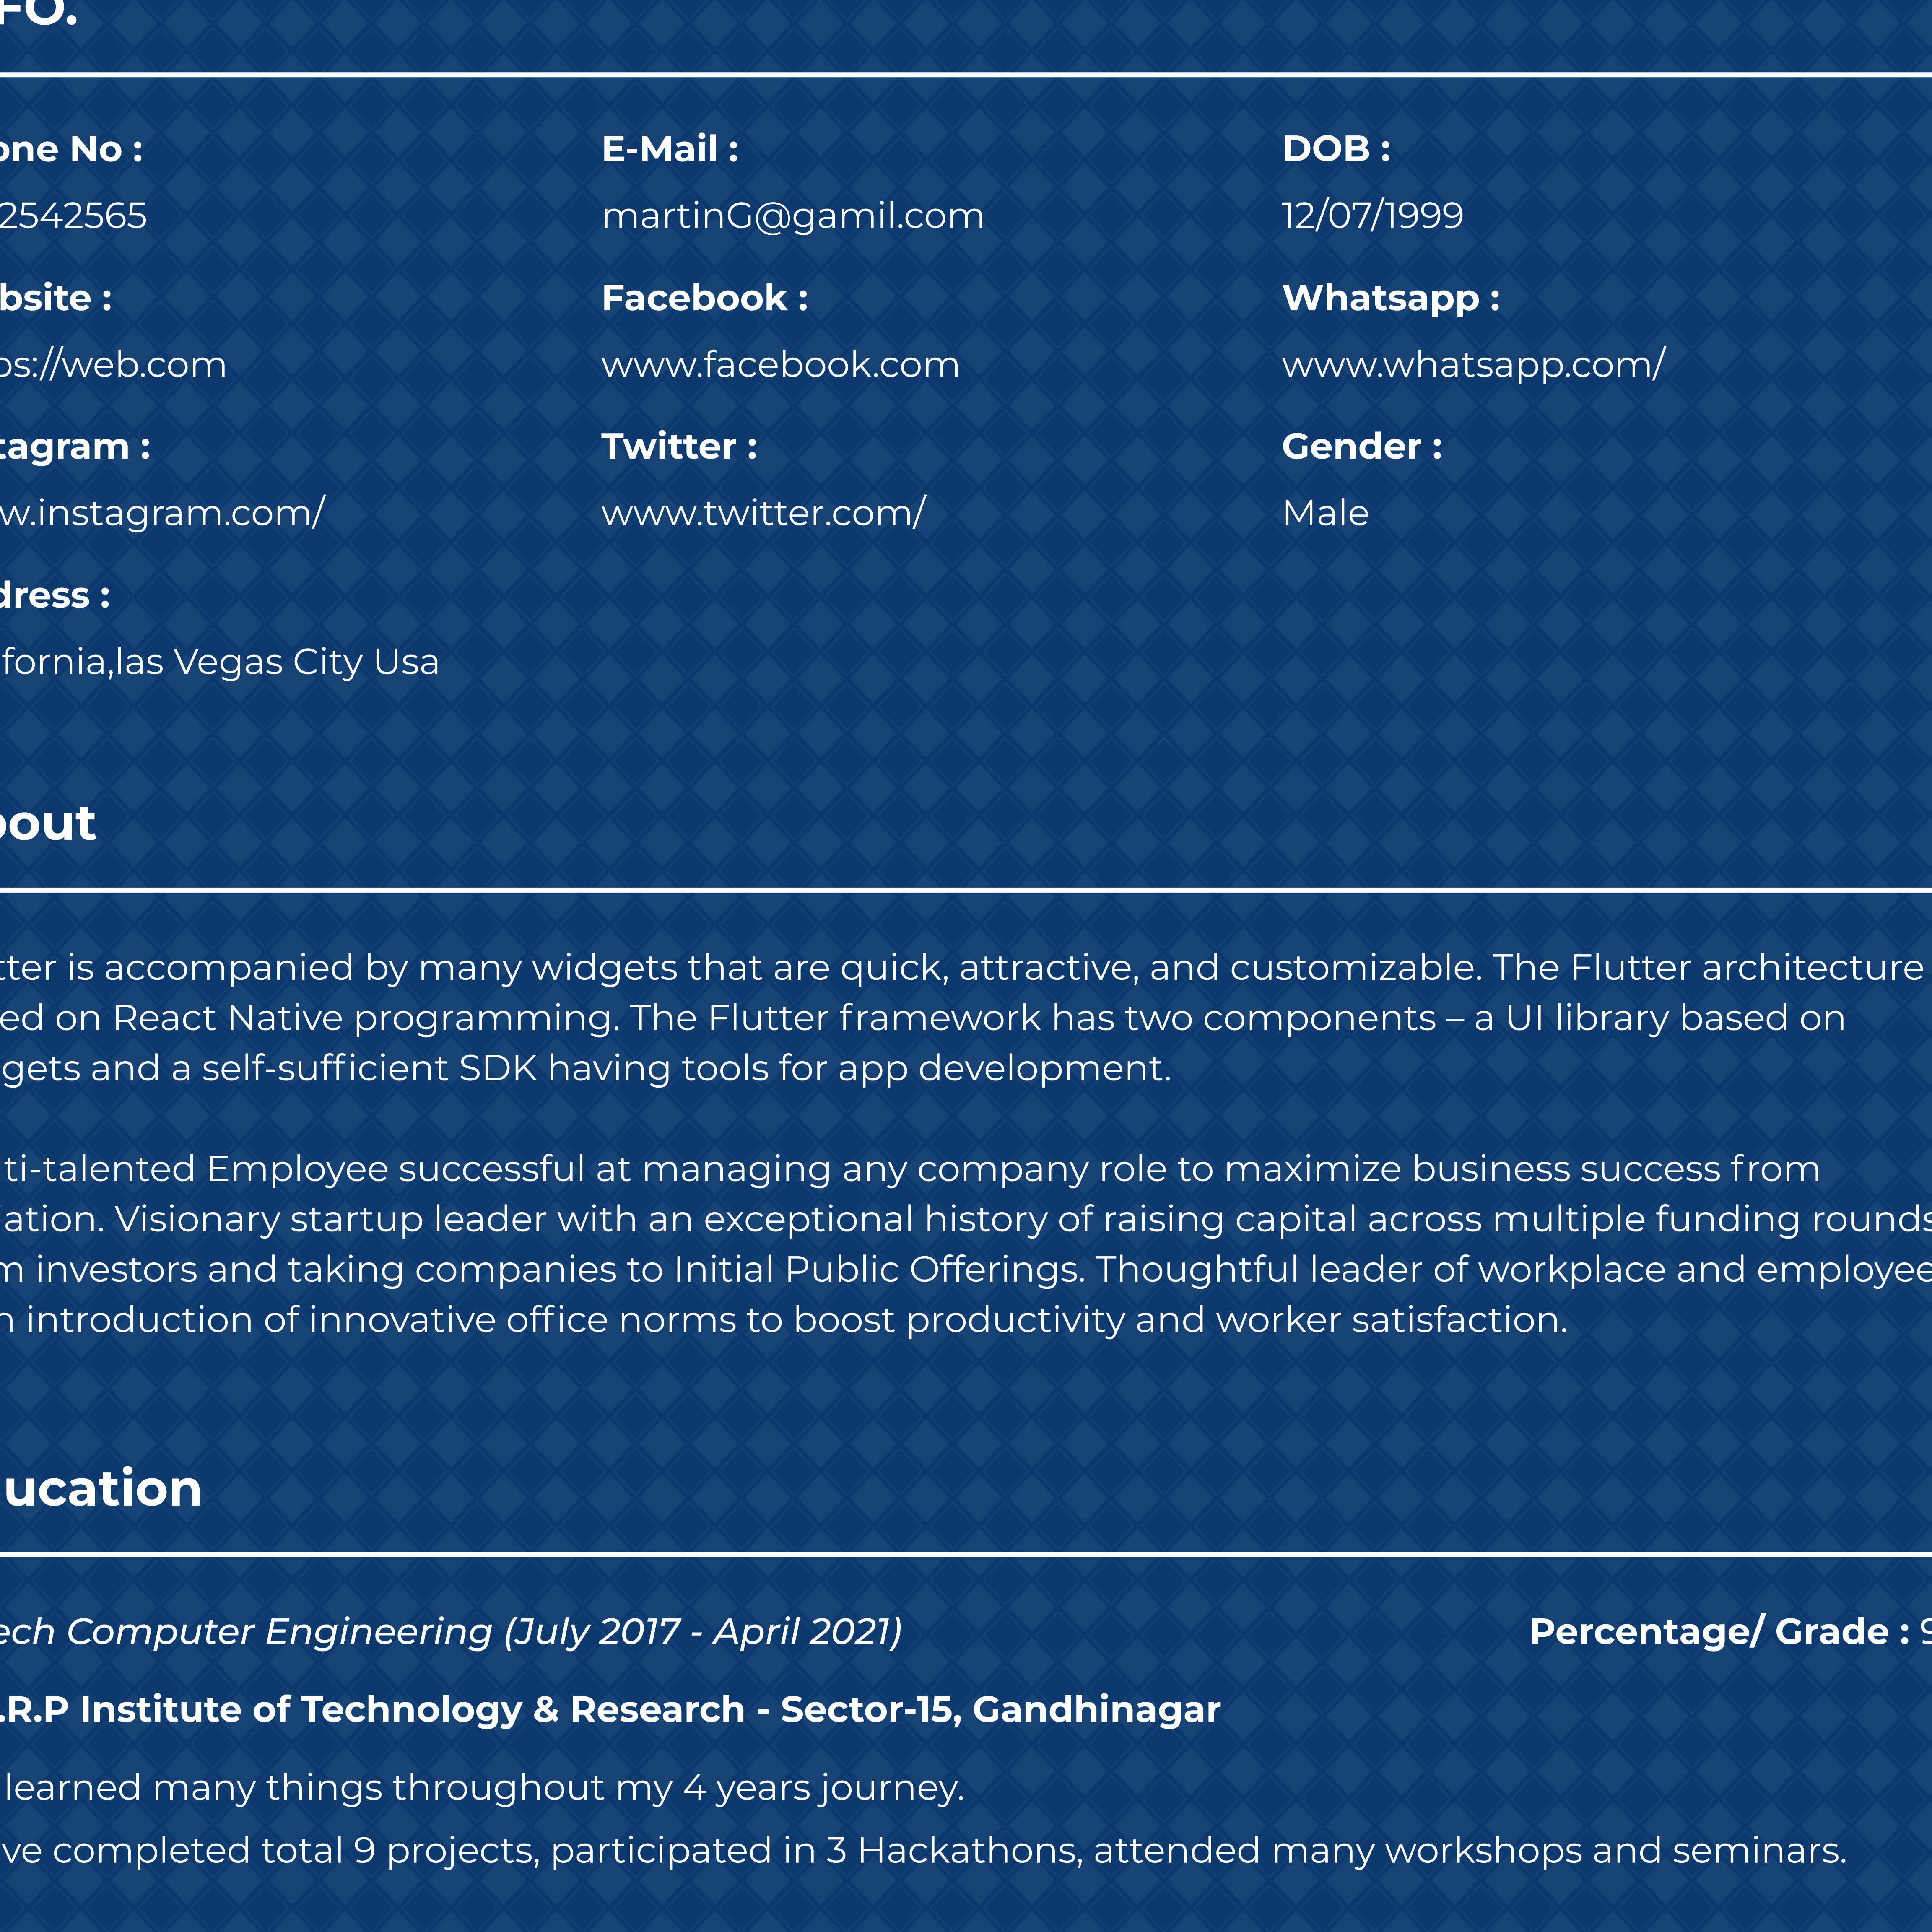 FO.
one No : E-Mail : DOB :
2542565 martinG@gamil.com 12/07/1999
bsite : Facebook : Whatsapp :
ps://web.com www.facebook.com www.whatsapp.com/
tagram : Twitter : Gender :
w.instagram.com/ www.twitter.com/ Male
dress :
fornia,las Vegas City Usa
bout
tter is accompanied by many widgets that are quick, attractive, and customizable. The Flutter architecture
ed on React Native programming. The Flutter framework has two components – a UI library based on
gets and a self-sufficient SDK having tools for app development.
lti-talented Employee successful at managing any company role to maximize business success from
iation. Visionary startup leader with an exceptional history of raising capital across multiple funding rounds
m investors and taking companies to Initial Public Offerings. Thoughtful leader of workplace and employee
h introduction of innovative office norms to boost productivity and worker satisfaction.
ucation
ech Computer Engineering (July 2017 - April 2021) Percentage/ Grade : 9
.R.P Institute of Technology & Research - Sector-15, Gandhinagar
learned many things throughout my 4 years journey.
ve completed total 9 projects, participated in 3 Hackathons, attended many workshops and seminars.